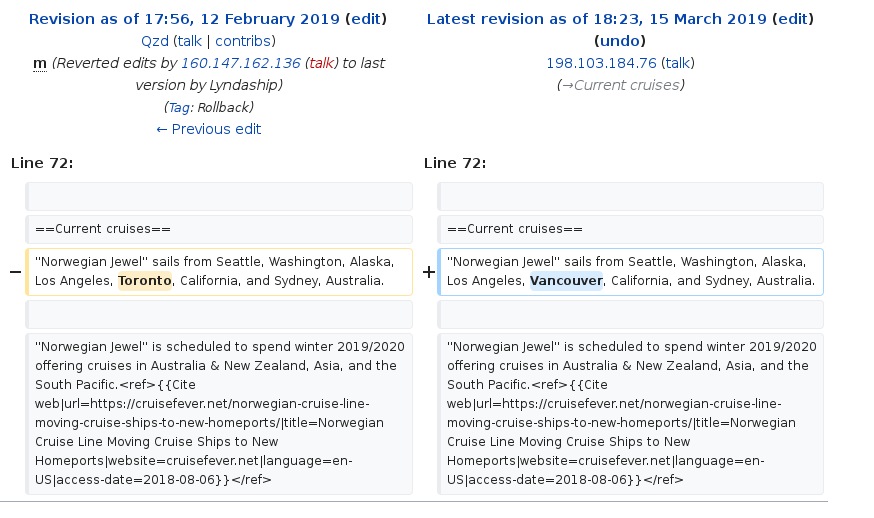 Revision as of 17:56, 12 February 2019 (edit)
Qzd (talk | contribs)
m (Reverted edits by 160.147.162.136 (talk) to last
version by Lyndaship)
(Tag: Rollback)
← Previous edit
Latest revision as of 18:23, 15 March 2019 (edit)
(undo)
198.103.184.76 (talk)
(→Current cruises)
Line 72:
Line 72:
==Current cruises==
==Current cruises==
− "Norwegian Jewel" sails from Seattle, Washington, Alaska,
Los Angeles, Toronto, California, and Sydney, Australia.
+ "Norwegian Jewel" sails from Seattle, Washington, Alaska,
Los Angeles, Vancouver, California, and Sydney, Australia.
"Norwegian Jewel" is scheduled to spend winter 2019/2020
offering cruises in Australia & New Zealand, Asia, and the
South Pacific.<ref>{{Cite
web|url=https://cruisefever.net/norwegian-cruise-line-
moving-cruise-ships-to-new-homeports/|title=Norwegian
Cruise Line Moving Cruise Ships to New
Homeports|website=cruisefever.net|language=en-
US|access-date=2018-08-06}}</ref>
"Norwegian Jewel" is scheduled to spend winter 2019/2020
offering cruises in Australia & New Zealand, Asia, and the
South Pacific.<ref>{{Cite
web|url=https://cruisefever.net/norwegian-cruise-line-
moving-cruise-ships-to-new-homeports/|title=Norwegian
Cruise Line Moving Cruise Ships to New
Homeports|website=cruisefever.net|language=en-
US|access-date=2018-08-06}}</ref>